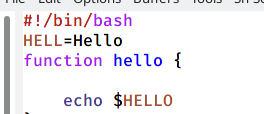 #!/bin/bash
HELL=Hello
function hello {
echo $HELLO